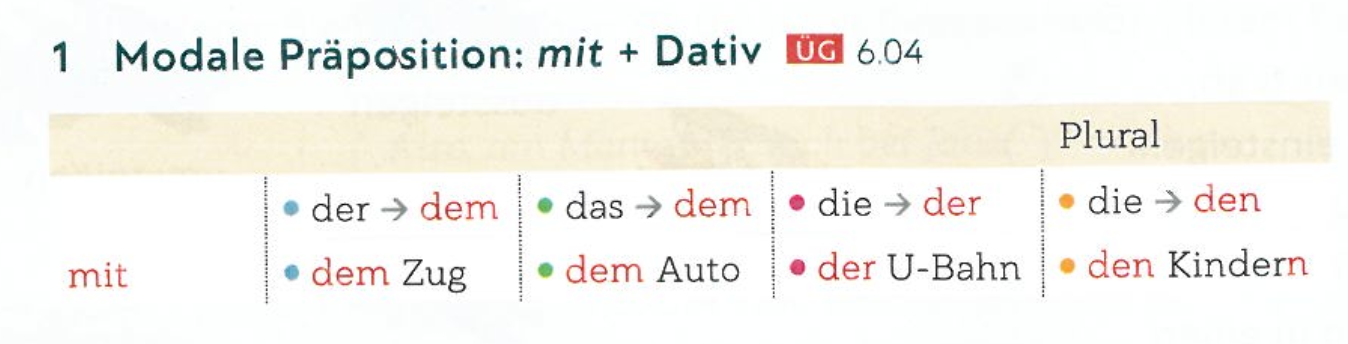 1 Modale Präposition: mit + Dativ ÜG 6.04
Plural
• der → dem • das → dem • die → der • die → den
mit • dem Zug • dem Auto • der U-Bahn • den Kindern